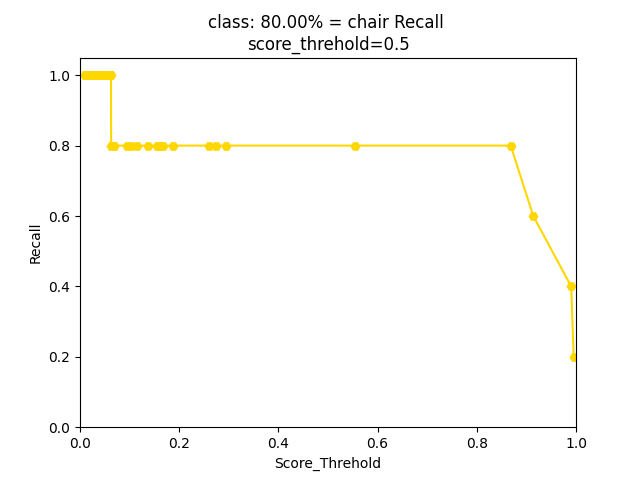 class: 80.00% = chair Recall
score_threhold=0.5
1.0
0.8
0.6
0.4
0.2
0.0
Recall
0.0 0.2 0.4 0.6 0.8 1.0
Score_Threhold